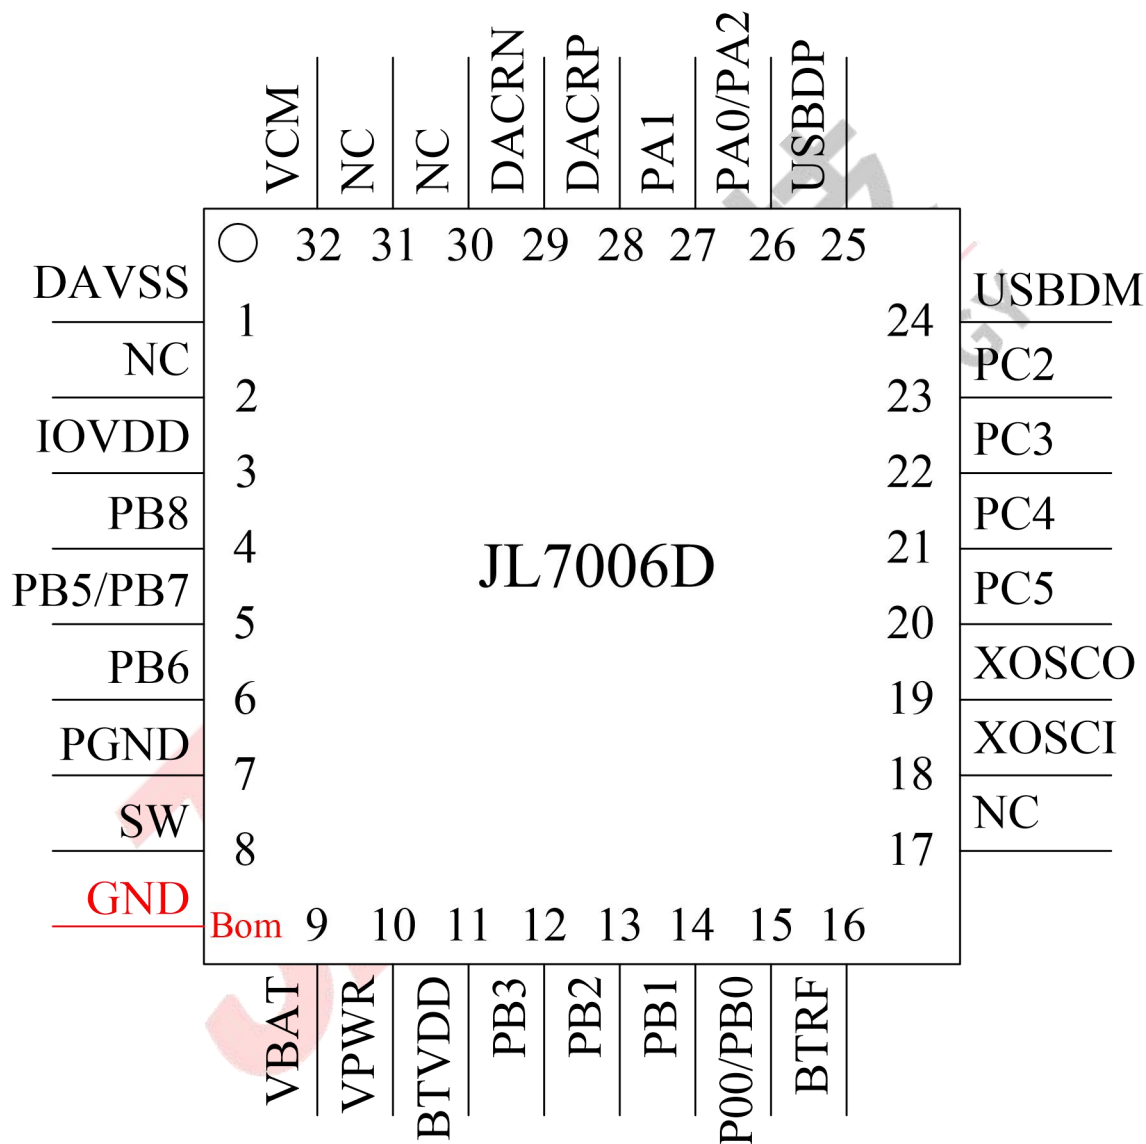 VCM
NC
NC
DACRN
DACRP
PA1
PA0/PA2
USBDP
32 31 30 29 28 27 26 25
DAVSS
1
NC
2
IOVDD
3
PB8
4
PB5/PB7
5
PB6
6
PGND
7
SW
8
GND
Bom
JL7006D
USBDM
24
PC2
23
PC3
22
PC4
21
PC5
20
XOSCO
19
XOSCI
18
NC
17
9 10 11 12 13 14 15 16
VBAT
VPWR
BTVDD
PB3
PB2
PB1
P00/PB0
BTRF